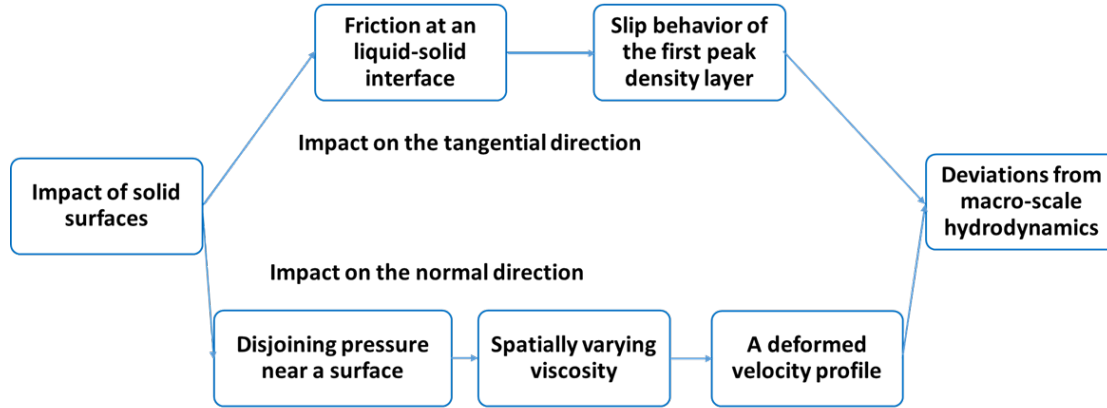 Friction at an
liquid-solid
interface
Slip behavior of
the first peak
density layer
Impact on the tangential direction
Impact of solid
surfaces
Deviations from
macro-scale
hydrodynamics
Impact on the normal direction
Disjoining pressure
near a surface
Spatially varying
viscosity
A deformed
velocity profile